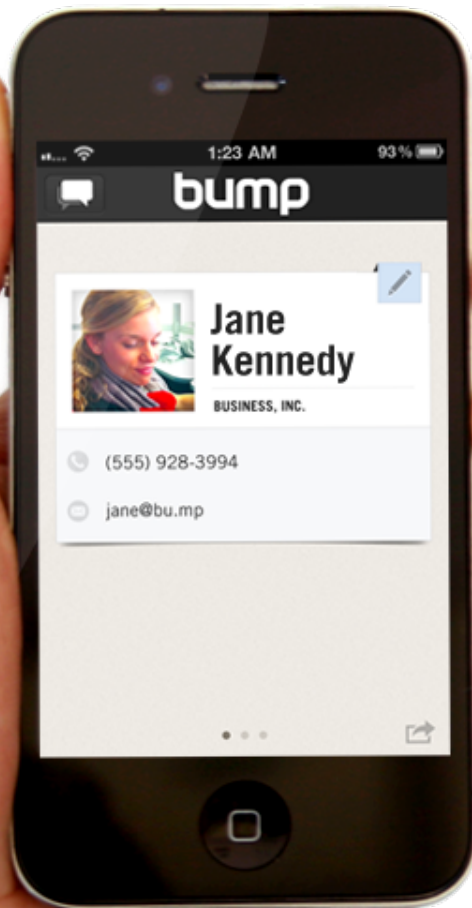 1:23 AM 93%
bump
Jane
Kennedy
BUSINESS, INC.
(555) 928-3994
jane@bu.mp